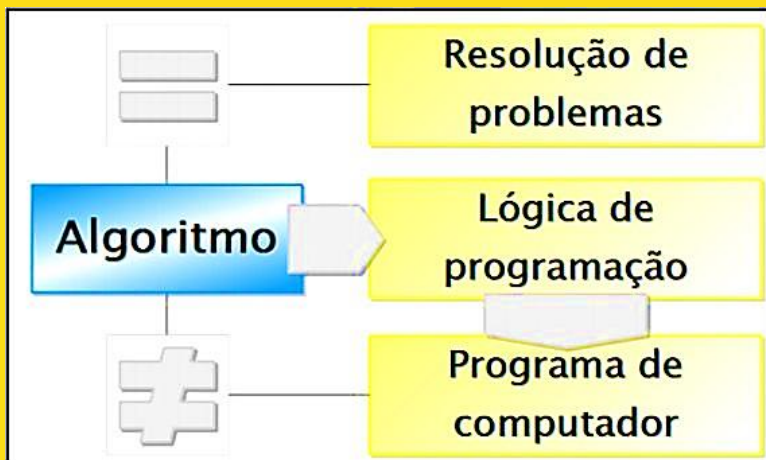 Resolução de
problemas
Algoritmo
Lógica de
programação
Programa de
computador